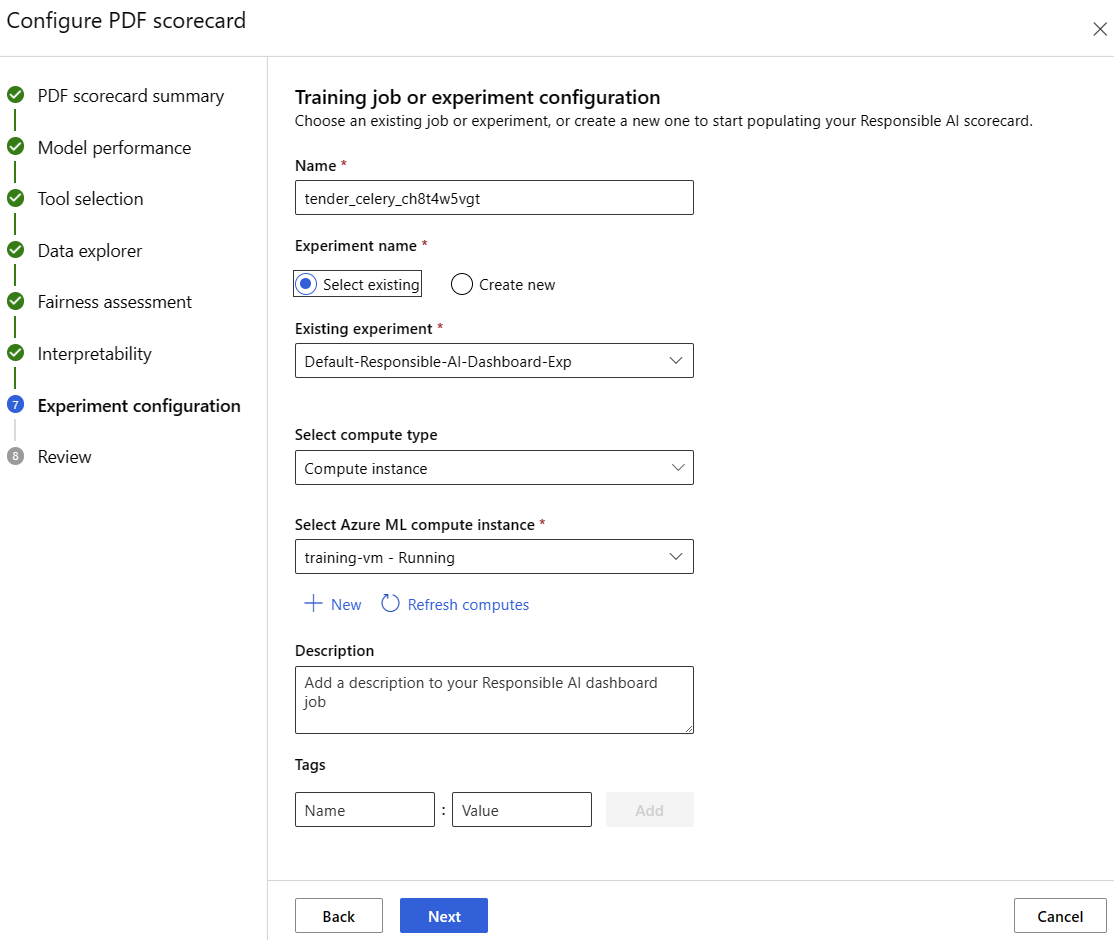 Configure PDF scorecard
PDF scorecard summary
Model performance
Tool selection
Data explorer
Fairness assessment
Interpretability
7 Experiment configuration
8 Review
Training job or experiment configuration
Choose an existing job or experiment, or create a new one to start populating your Responsible AI scorecard.
Name *
tender_celery_ch8t4w5vgt
Experiment name *
Select existing Create new
Existing experiment *
Default-Responsible-AI-Dashboard-Exp
Select compute type
Compute instance
Select Azure ML compute instance *
training-vm - Running
New Refresh computes
Description
Add a description to your Responsible AI dashboard
job
Tags
Name : Value Add
Back Next Cancel